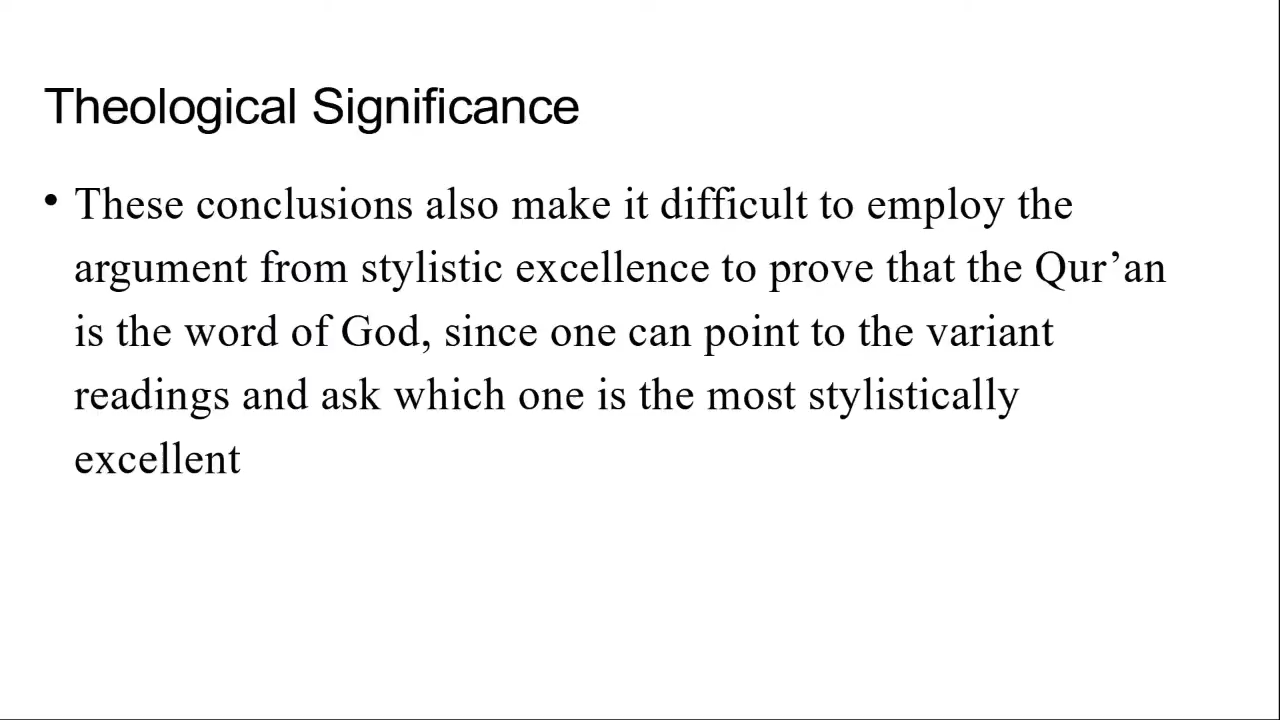 Theological Significance
• These conclusions also make it difficult to employ the
argument from stylistic excellence to prove that the Qur’an
is the word of God, since one can point to the variant
readings and ask which one is the most stylistically
excellent